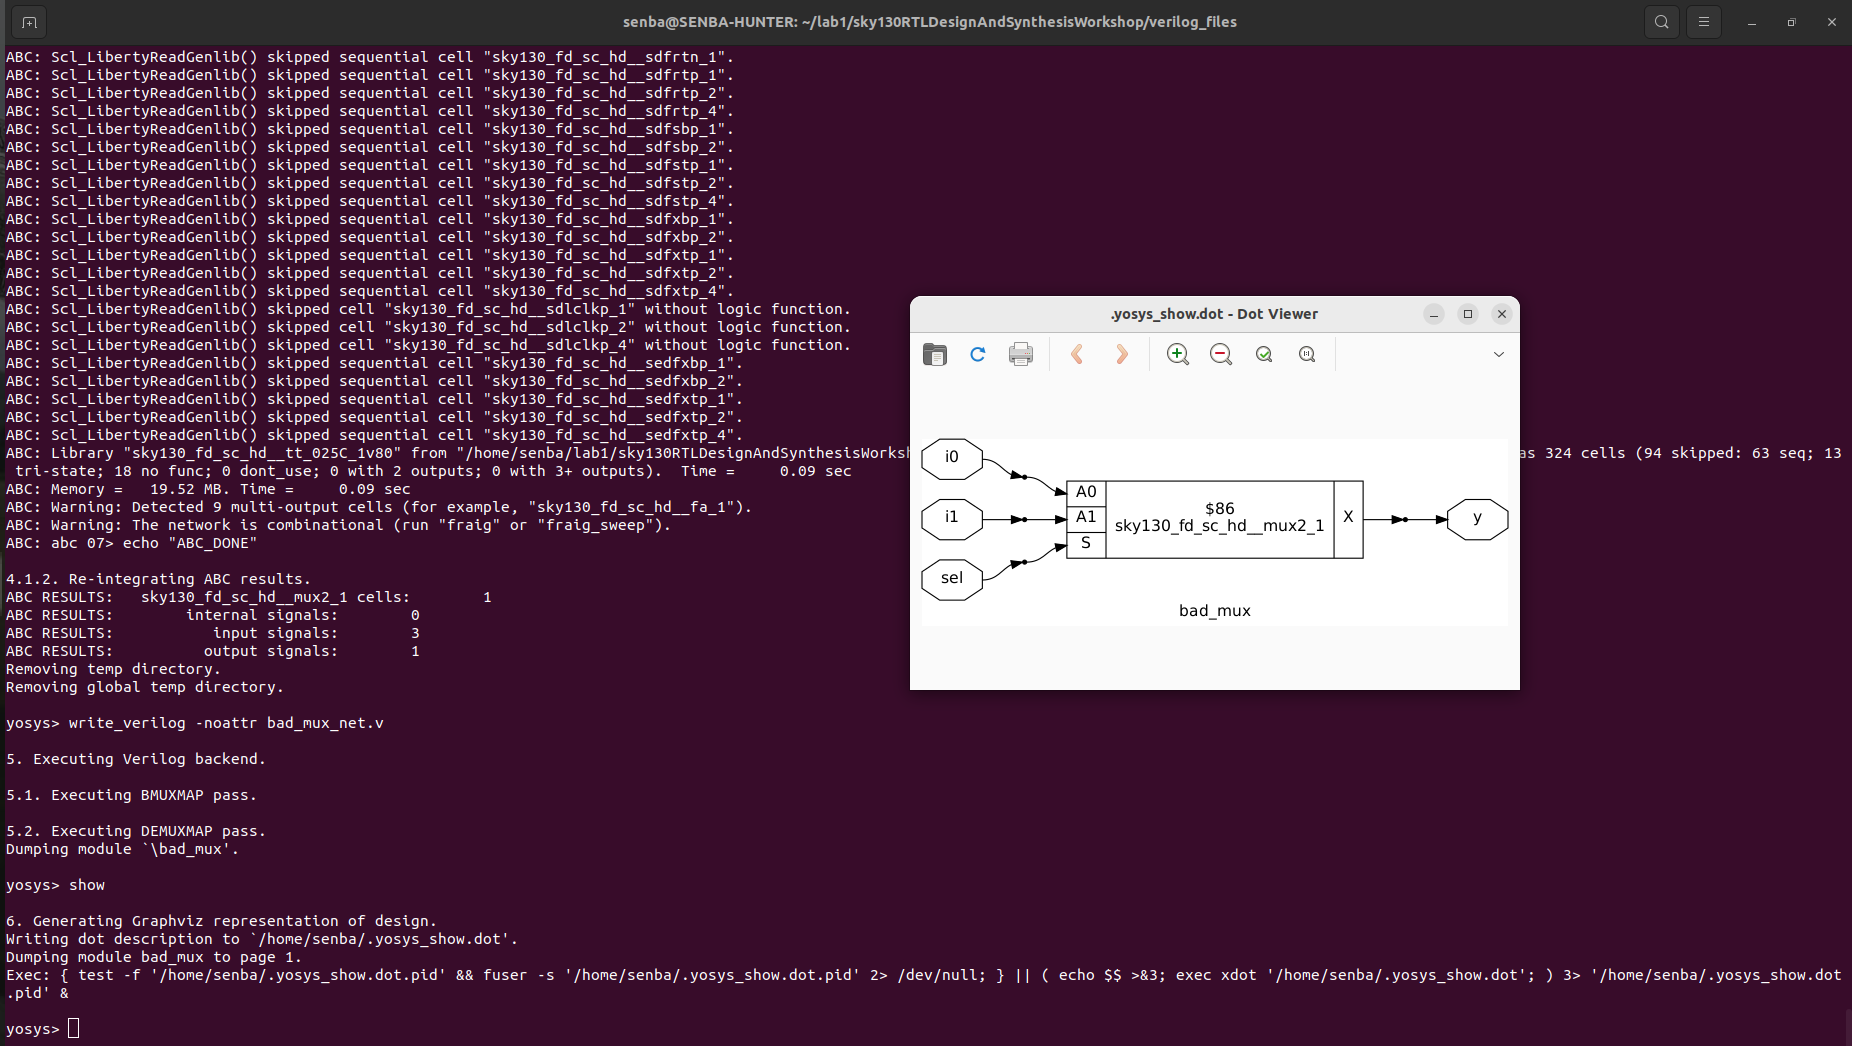 senba@SENBA-HUNTER: ~/lab1/sky130RTLDesignAndSynthesisWorkshop/verilog_files
ABC: Scl_LibertyReadGenlib() skipped sequential cell "sky130_fd_sc_hd__sdfrtn_1".
ABC: Scl_LibertyReadGenlib() skipped sequential cell "sky130_fd_sc_hd__sdfrtp_1".
ABC: Scl_LibertyReadGenlib() skipped sequential cell "sky130_fd_sc_hd__sdfrtp_2".
ABC: Scl_LibertyReadGenlib() skipped sequential cell "sky130_fd_sc_hd__sdfrtp_4".
ABC: Scl_LibertyReadGenlib() skipped sequential cell "sky130_fd_sc_hd__sdfsbp_1".
ABC: Scl_LibertyReadGenlib() skipped sequential cell "sky130_fd_sc_hd__sdfsbp_2".
ABC: Scl_LibertyReadGenlib() skipped sequential cell "sky130_fd_sc_hd__sdfstp_1".
ABC: Scl_LibertyReadGenlib() skipped sequential cell "sky130_fd_sc_hd__sdfstp_2".
ABC: Scl_LibertyReadGenlib() skipped sequential cell "sky130_fd_sc_hd__sdfstp_4".
ABC: Scl_LibertyReadGenlib() skipped sequential cell "sky130_fd_sc_hd__sdfxbp_1".
ABC: Scl_LibertyReadGenlib() skipped sequential cell "sky130_fd_sc_hd__sdfxbp_2".
ABC: Scl_LibertyReadGenlib() skipped sequential cell "sky130_fd_sc_hd__sdfxtp_1".
ABC: Scl_LibertyReadGenlib() skipped sequential cell "sky130_fd_sc_hd__sdfxtp_2".
ABC: Scl_LibertyReadGenlib() skipped sequential cell "sky130_fd_sc_hd__sdfxtp_4".
ABC: Scl_LibertyReadGenlib() skipped cell "sky130_fd_sc_hd__sdlclkp_1" without logic function.
ABC: Scl_LibertyReadGenlib() skipped cell "sky130_fd_sc_hd__sdlclkp_2" without logic function.
ABC: Scl_LibertyReadGenlib() skipped cell "sky130_fd_sc_hd__sdlclkp_4" without logic function.
ABC: Scl_LibertyReadGenlib() skipped sequential cell "sky130_fd_sc_hd__sedfxbp_1".
ABC: Scl_LibertyReadGenlib() skipped sequential cell "sky130_fd_sc_hd__sedfxbp_2".
ABC: Scl_LibertyReadGenlib() skipped sequential cell "sky130_fd_sc_hd__sedfxtp_1".
ABC: Scl_LibertyReadGenlib() skipped sequential cell "sky130_fd_sc_hd__sedfxtp_2".
ABC: Scl_LibertyReadGenlib() skipped sequential cell "sky130_fd_sc_hd__sedfxtp_4".
ABC: Library "sky130_fd_sc_hd__tt_025C_1v80" from "/home/senba/lab1/sky130RTLDesignAndSynthesisWorksh as 324 cells (94 skipped: 63 seq; 13
tri-state; 18 no func; 0 dont_use; 0 with 2 outputs; 0 with 3+ outputs).  Time =     0.09 sec
ABC: Memory =   19.52 MB. Time =     0.09 sec
ABC: Warning: Detected 9 multi-output cells (for example, "sky130_fd_sc_hd__fa_1").
ABC: Warning: The network is combinational (run "fraig" or "fraig_sweep").
ABC: abc 07> echo "ABC_DONE"
4.1.2. Re-integrating ABC results.
ABC RESULTS:   sky130_fd_sc_hd__mux2_1 cells:        1
ABC RESULTS:        internal signals:        0
ABC RESULTS:           input signals:        3
ABC RESULTS:          output signals:        1
Removing temp directory.
Removing global temp directory.
yosys> write_verilog -noattr bad_mux_net.v
5. Executing Verilog backend.
5.1. Executing BMUXMAP pass.
5.2. Executing DEMUXMAP pass.
Dumping module `\bad_mux'.
yosys> show
6. Generating Graphviz representation of design.
Writing dot description to `/home/senba/.yosys_show.dot'.
Dumping module bad_mux to page 1.
Exec: { test -f '/home/senba/.yosys_show.dot.pid' && fuser -s '/home/senba/.yosys_show.dot.pid' 2> /dev/null; } || ( echo $$ >&3; exec xdot '/home/senba/.yosys_show.dot'; ) 3> '/home/senba/.yosys_show.dot
.pid' &
yosys>
.yosys_show.dot - Dot Viewer
i0
i1
sel
A0
A1
S
$86
sky130_fd_sc_hd__mux2_1
X
y
bad_mux